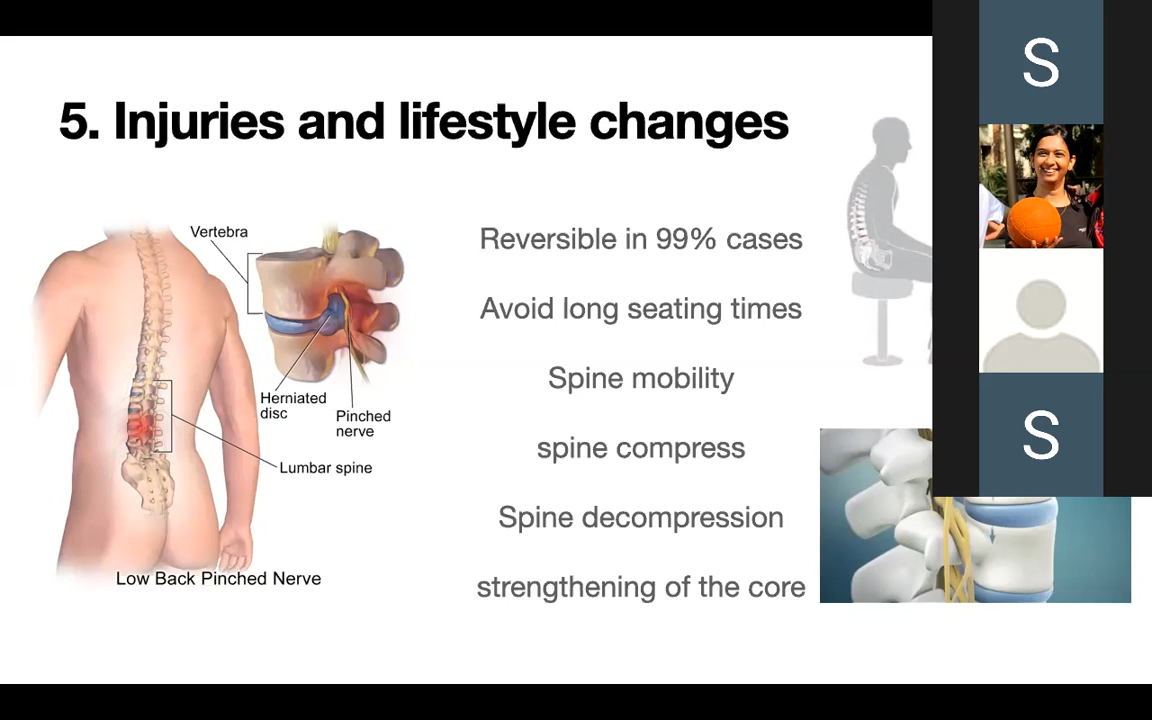 5. Injuries and lifestyle changes
Vertebra
Herniated
disc
Pinched
nerve
Lumbar spine
Low Back Pinched Nerve
Reversible in 99% cases
Avoid long seating times
Spine mobility
spine compress
Spine decompression
strengthening of the core
S
S